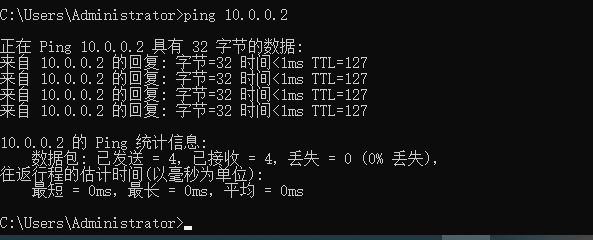 C:\Users\Administrator>ping 10.0.0.2
正在 Ping 10.0.0.2 具有 32 字节的数据:
来自 10.0.0.2 的回复: 字节=32 时间<1ms TTL=127
来自 10.0.0.2 的回复: 字节=32 时间<1ms TTL=127
来自 10.0.0.2 的回复: 字节=32 时间<1ms TTL=127
来自 10.0.0.2 的回复: 字节=32 时间<1ms TTL=127
10.0.0.2 的 Ping 统计信息:
数据包: 已发送 = 4，已接收 = 4，丢失 = 0 (0% 丢失)，
往返行程的估计时间(以毫秒为单位):
最短 = 0ms，最长 = 0ms，平均 = 0ms
C:\Users\Administrator>